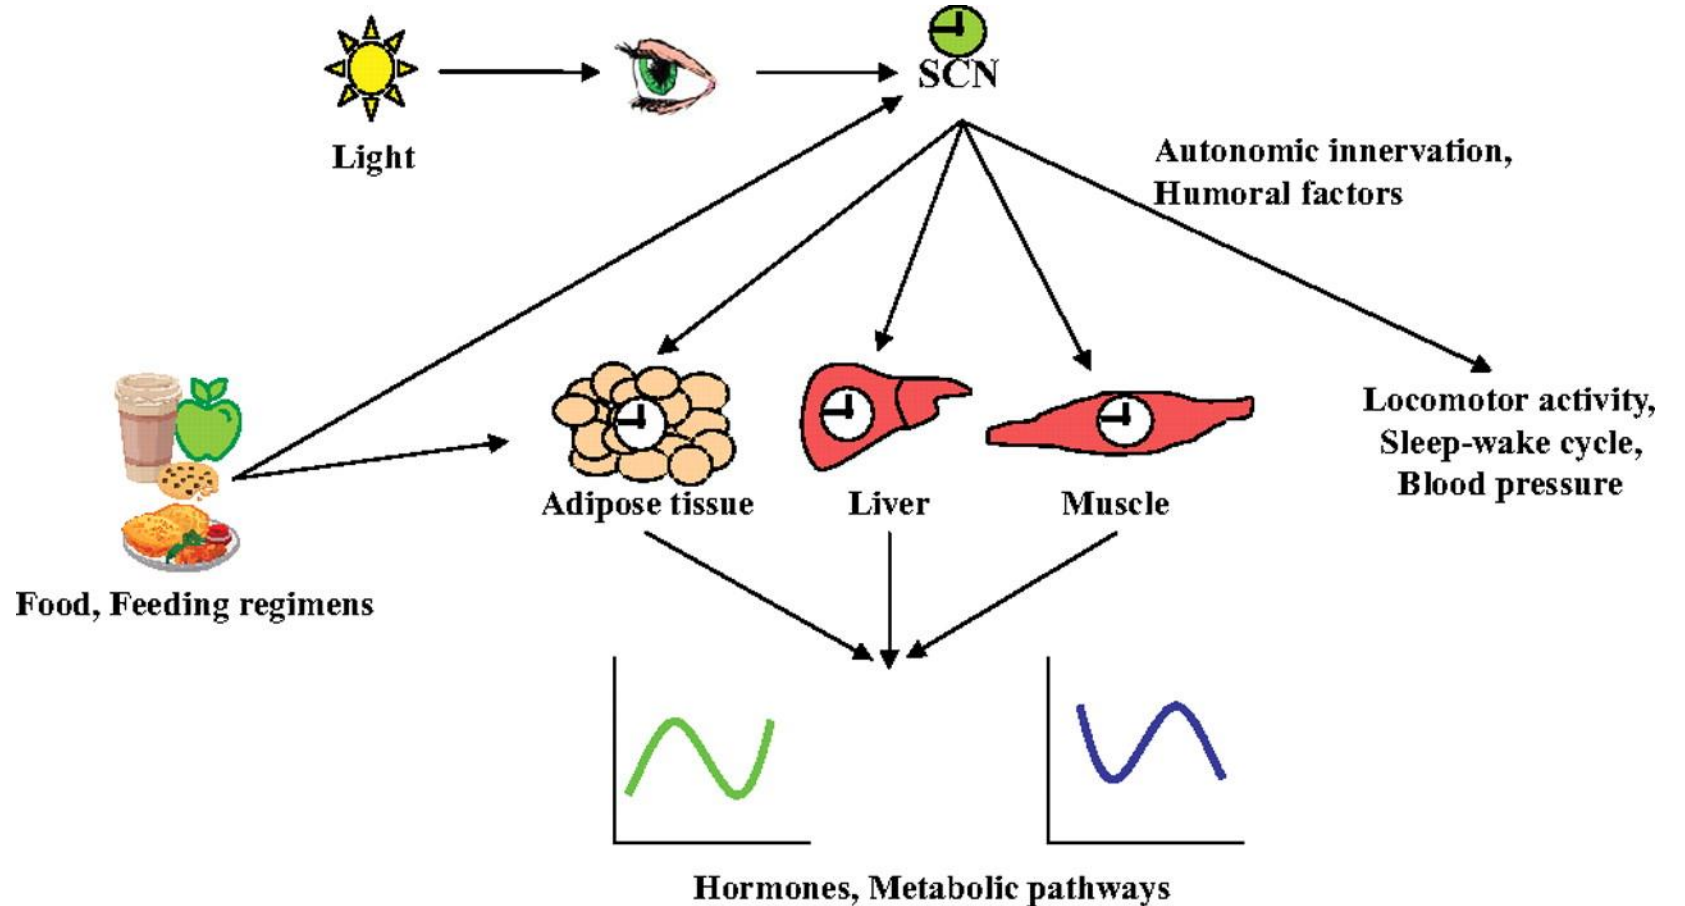 SCN
Light
Autonomic innervation,
Humoral factors
Locomotor activity,
Sleep-wake cycle,
Blood pressure
Adipose tissue
Liver
Muscle
Food, Feeding regimens
Hormones, Metabolic pathways